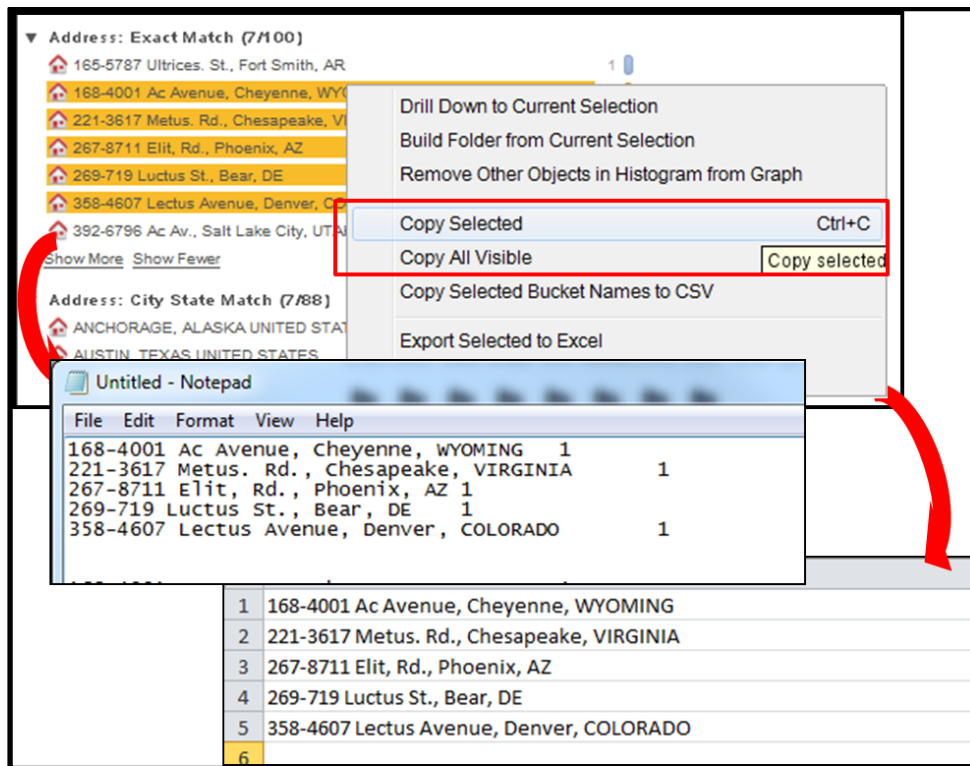 Address: Exact Match (7/100)
165-5787 Ultrices. St., Fort Smith, AR 1
168-4001 Ac Avenue, Cheyenne,
221-3617 Metus. Rd., Chesapeake,
267-8711 Elit, Rd., Phoenix, AZ
269-719 Luctus St., Bear, DE
358-4607 Lectus Avenue, Denver,
392-6796 Ac Av., Salt Lake City,
Show More Show Fewer
Address: City State Match (7/88)
ANCHORAGE, ALASKA UNITED
AUSTIN, TEXAS UNITED STATES
Drill Down to Current Selection
Build Folder from Current Selection
Remove Other Objects in Histogram from Graph
Copy Selected Ctrl+C
Copy All Visible
Copy selected
Copy Selected Bucket Names to CSV
Export Selected to Excel
Untitled - Notepad
File Edit Format View Help
168-4001 Ac Avenue, Cheyenne, WYOMING 1
221-3617 Metus. Rd., Chesapeake, VIRGINIA 1
267-8711 Elit, Rd., Phoenix, AZ 1
269-719 Luctus St., Bear, DE 1
358-4607 Lectus Avenue, Denver, COLORADO 1
1 168-4001 Ac Avenue, Cheyenne, WYOMING
2 221-3617 Metus. Rd., Chesapeake, VIRGINIA
3 267-8711 Elit, Rd., Phoenix, AZ
4 269-719 Luctus St., Bear, DE
5 358-4607 Lectus Avenue, Denver, COLORADO
6